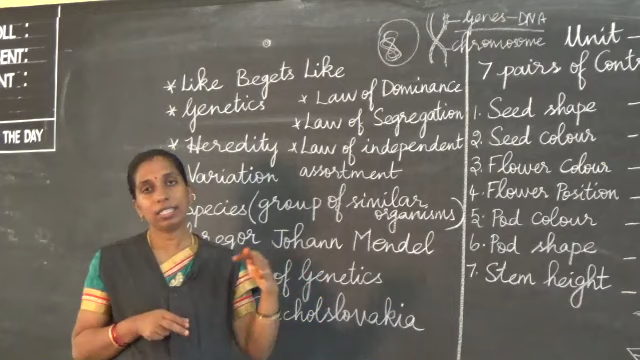 OLL :
SENT:
NT :
THE DAY
Genes-DNA
chromosome
* Like Begets Like
* Genetics
* Heredity
Variation
Species (group of similar
organisms)
Johann Mendel
of Genetics
* Law of Dominance
* Law of Segregation
* Law of independent
assortment
Unit -
7 pairs of Contr
1. Seed shape -
2. Seed colour -
3. Flower Colour -
4. Flower Position -
5. Pod colour -
6. Pod shape -
7. Stem height -